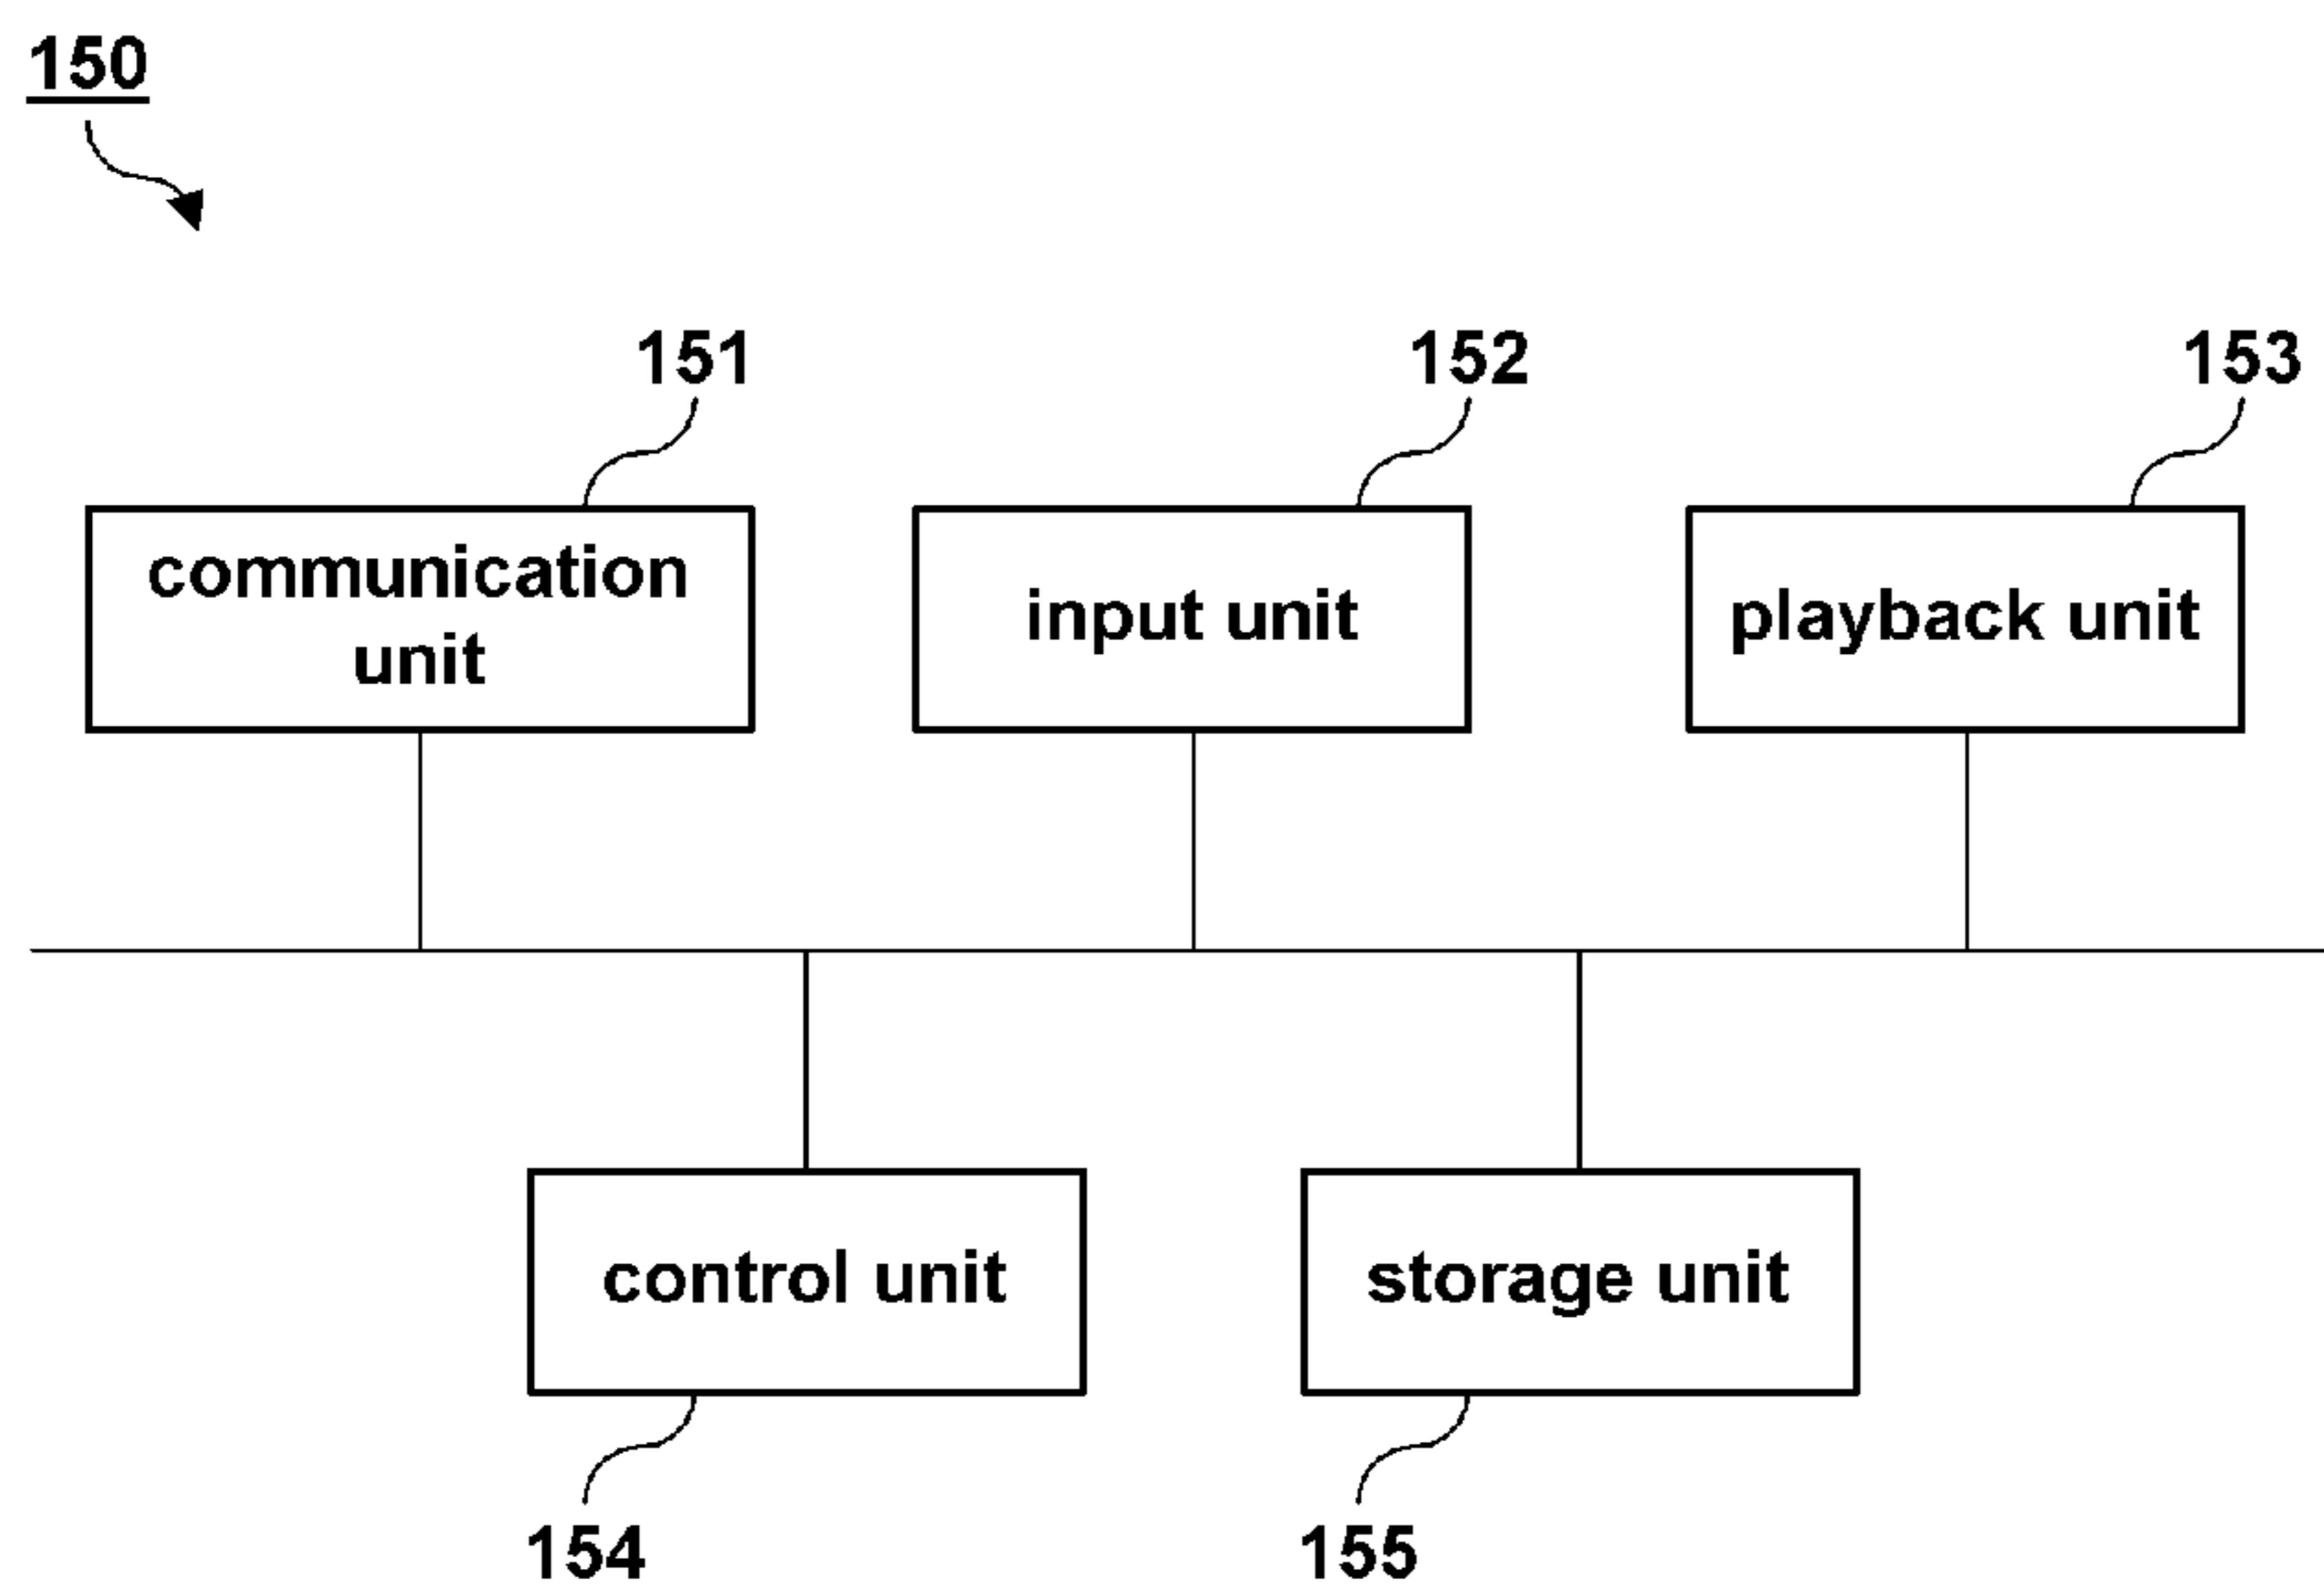 150
151
152
153
communication
unit
input unit
playback unit
control unit
storage unit
154
155